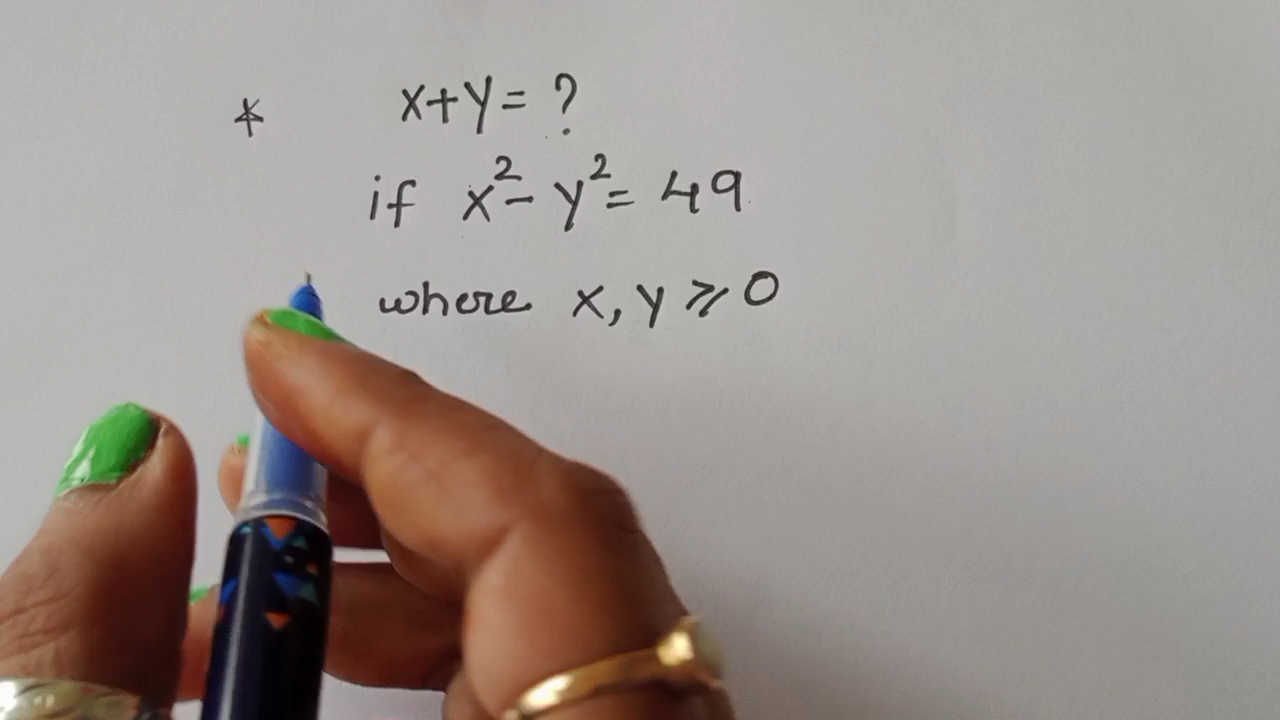 * x+y= ?
if x²- y²= 49
where x, y ⩾ 0